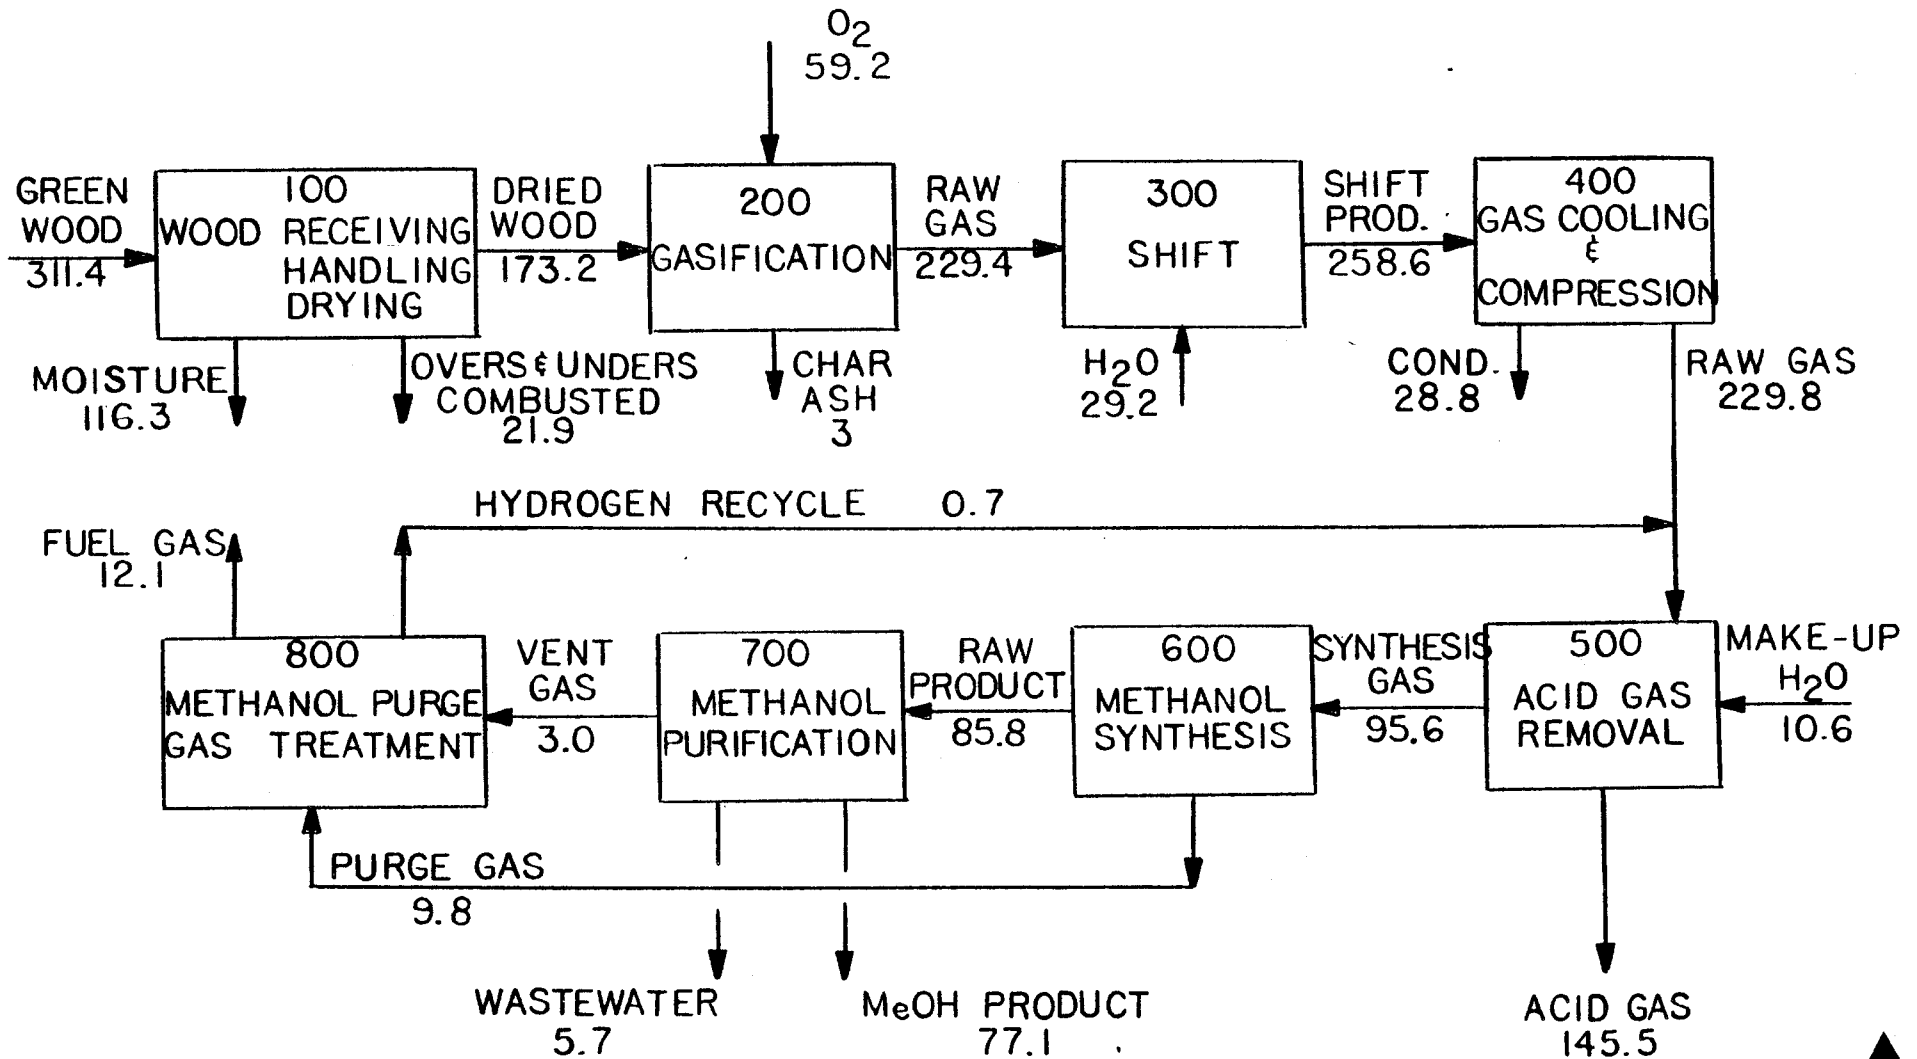 O2
59.2
GREEN
WOOD
311.4
100
WOOD RECEIVING
HANDLING
DRYING
DRIED
WOOD
173.2
200
GASIFICATION
RAW
GAS
229.4
300
SHIFT
SHIFT
PROD.
258.6
400
GAS COOLING
&
COMPRESSION
MOISTURE
116.3
OVERS & UNDERS
COMBUSTED
21.9
CHAR
ASH
3
H2O
29.2
COND.
28.8
RAW GAS
229.8
HYDROGEN RECYCLE 0.7
FUEL GAS
12.1
800
METHANOL PURGE
GAS TREATMENT
VENT
GAS
3.0
700
METHANOL
PURIFICATION
RAW
PRODUCT
85.8
600
METHANOL
SYNTHESIS
SYNTHESIS
GAS
95.6
500
ACID GAS
REMOVAL
MAKE-UP
H2O
10.6
PURGE GAS
9.8
WASTEWATER
5.7
MeOH PRODUCT
77.1
ACID GAS
145.5